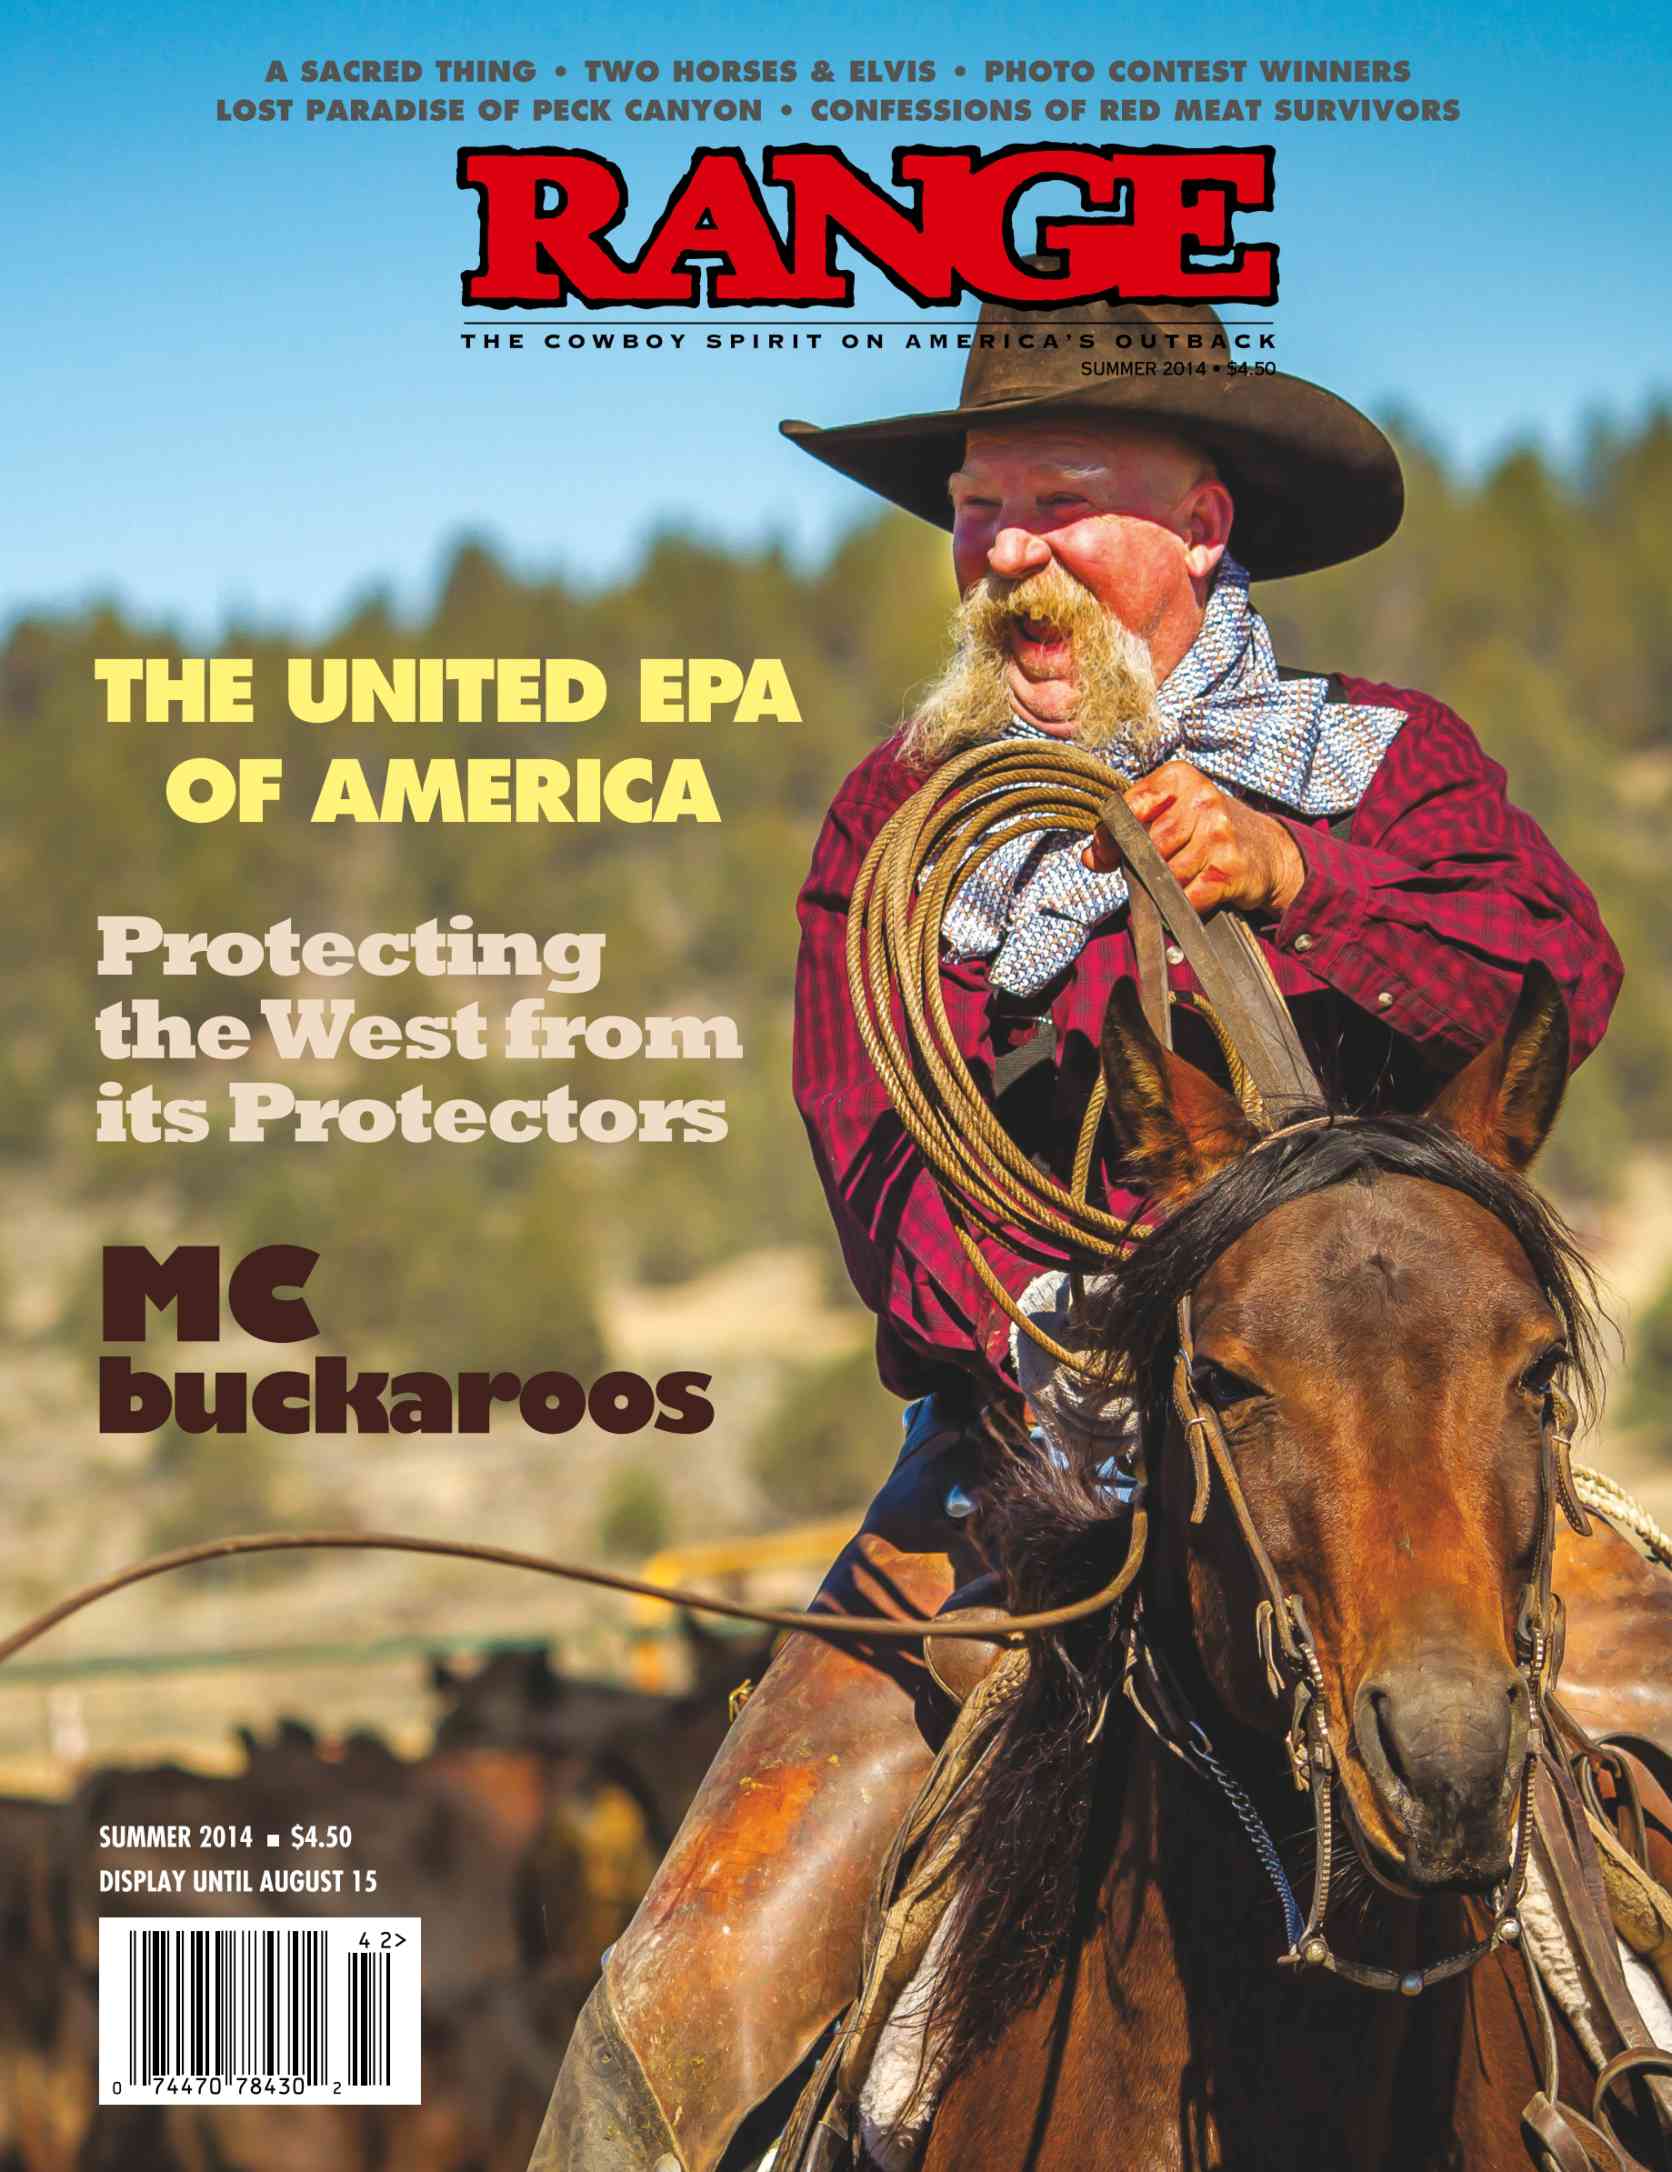 A SACRED THING • TWO HORSES & ELVIS • PHOTO CONTEST WINNERS
LOST PARADISE OF PECK CANYON • CONFESSIONS OF RED MEAT SURVIVORS
RANGE
THE COWBOY SPIRIT ON AMERICA'S OUTBACK
SUMMER 2014 • $4.50
THE UNITED EPA
OF AMERICA
Protecting
the West from
its Protectors
MC
buckaroos
SUMMER 2014 ■ $4.50
DISPLAY UNTIL AUGUST 15
42>
0 74470 78430 2